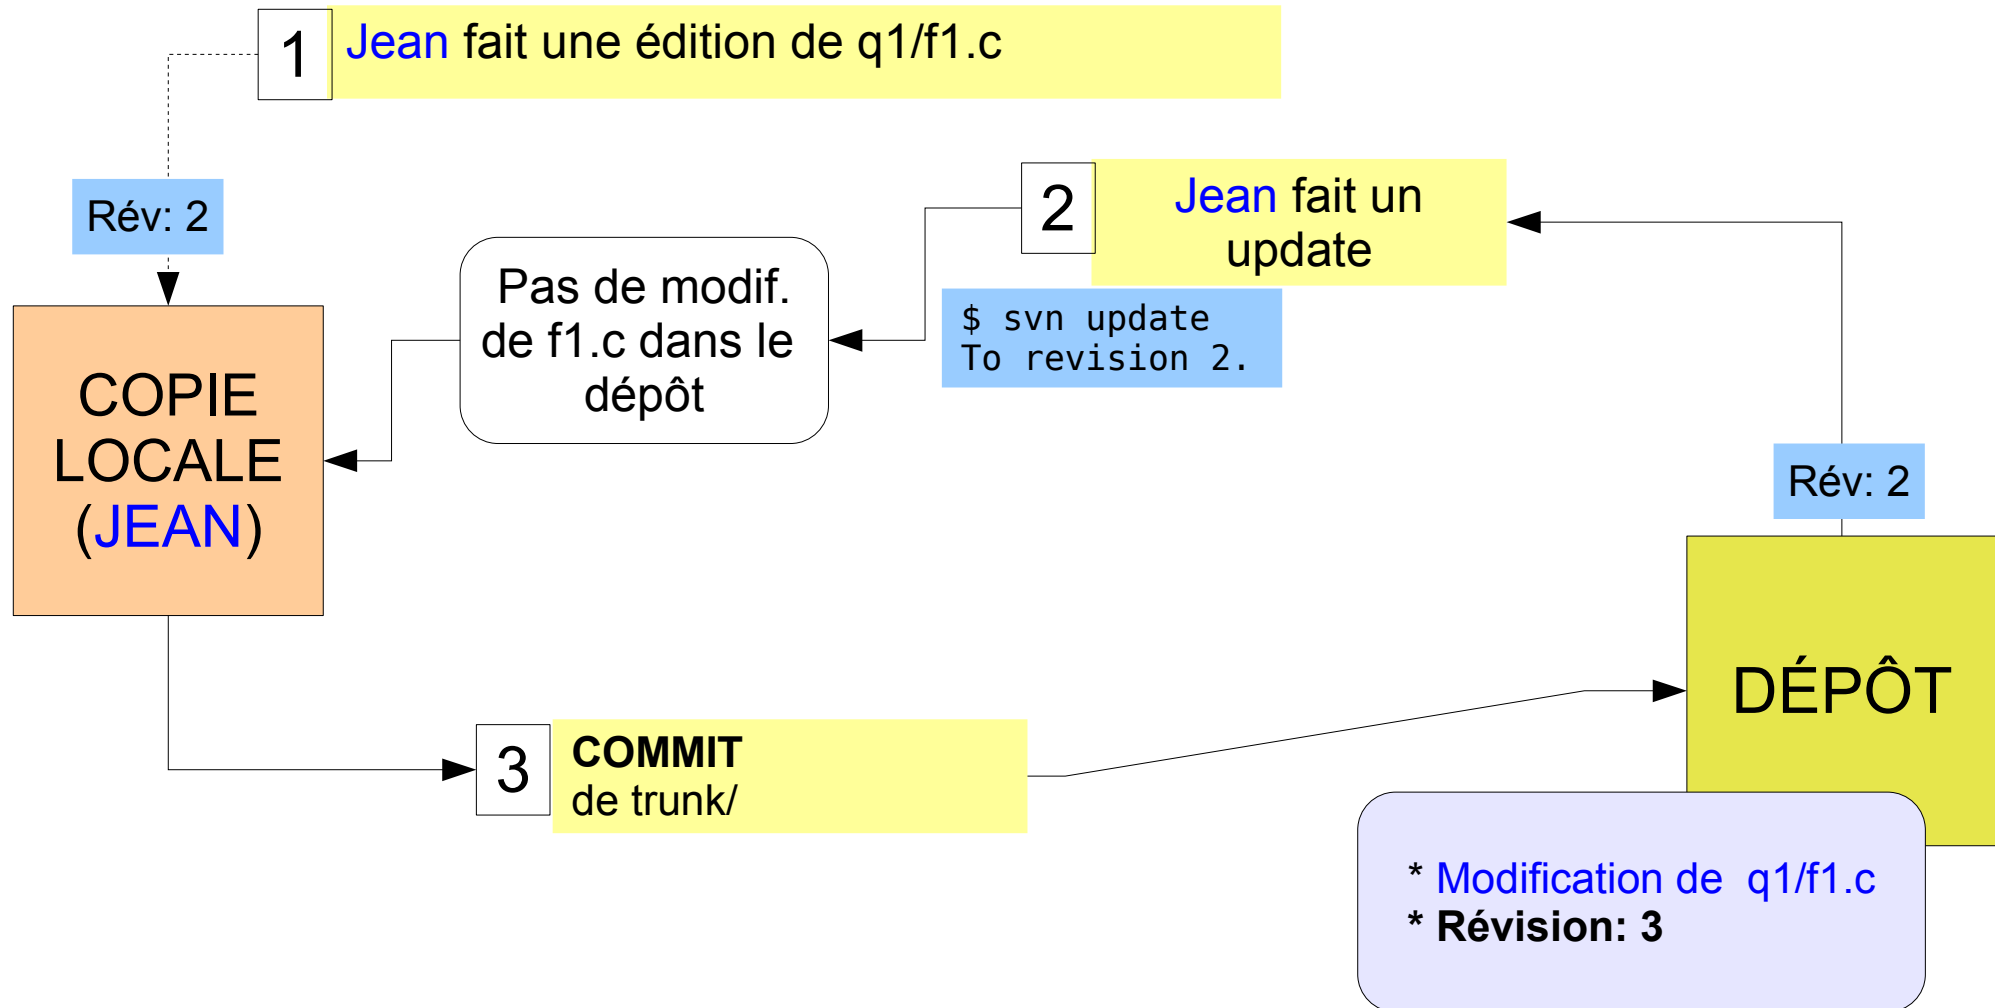 1
Jean fait une édition de q1/f1.c
Rév: 2
2
Jean fait un
update
Pas de modif.
de f1.c dans le
dépôt
$ svn update
To revision 2.
COPIE
LOCALE
(JEAN)
Rév: 2
DÉPÔT
3
COMMIT
de trunk/
* Modification de q1/f1.c
* Révision: 3